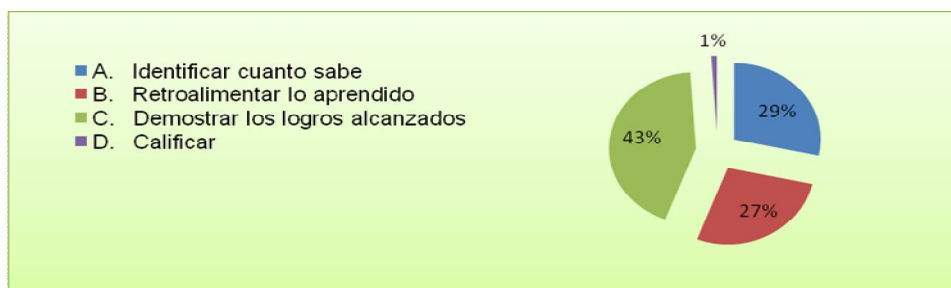 A. Identificar cuanto sabe
B. Retroalimentar lo aprendido
C. Demostrar los logros alcanzados
D. Calificar
1%
29%
43%
27%